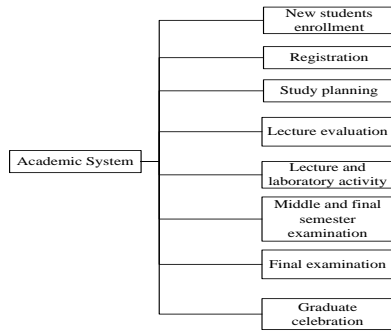 New students
enrollment
Registration
Study planning
Lecture evaluation
Academic System
Lecture and
laboratory activity
Middle and final
semester
examination
Final examination
Graduate
celebration